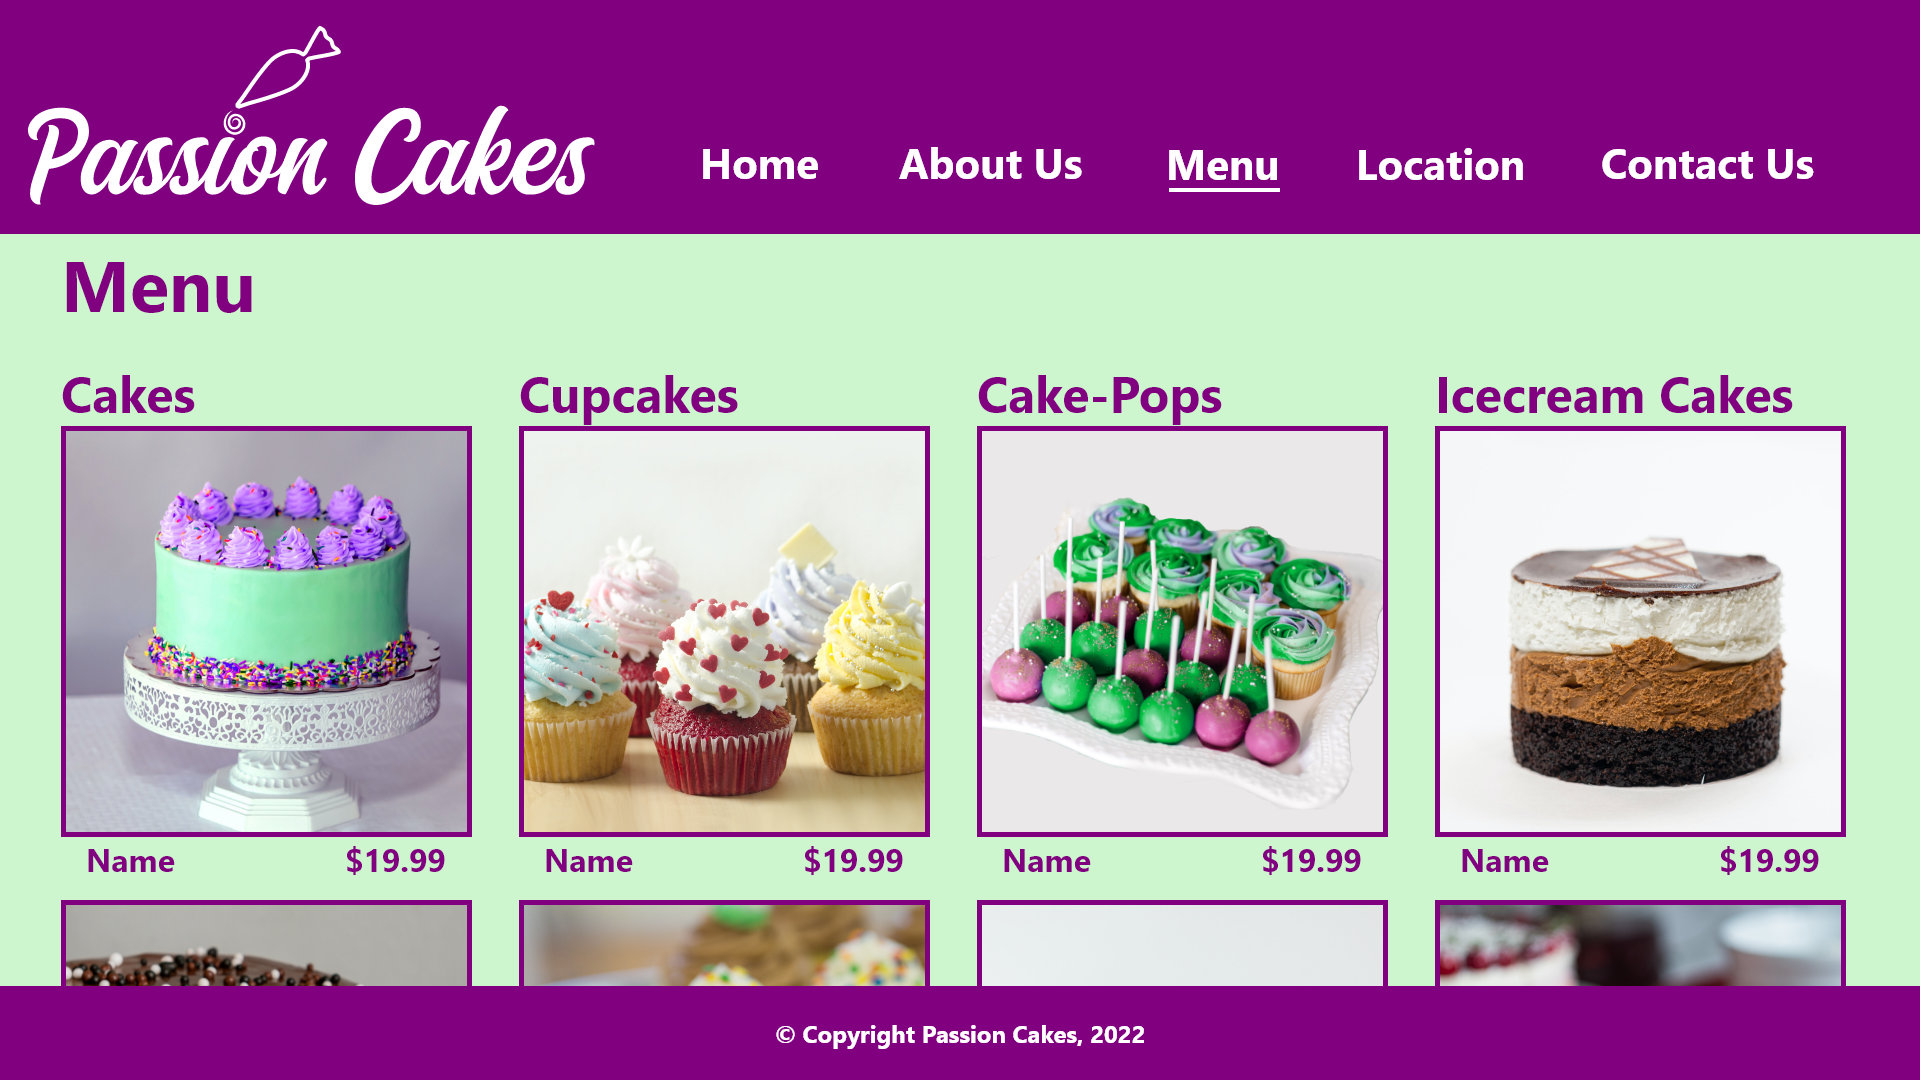 Passion Cakes
Home About Us Menu Location Contact Us
Menu
Cakes Cupcakes Cake-Pops Icecream Cakes
Name $19.99 Name $19.99 Name $19.99 Name $19.99
© Copyright Passion Cakes, 2022